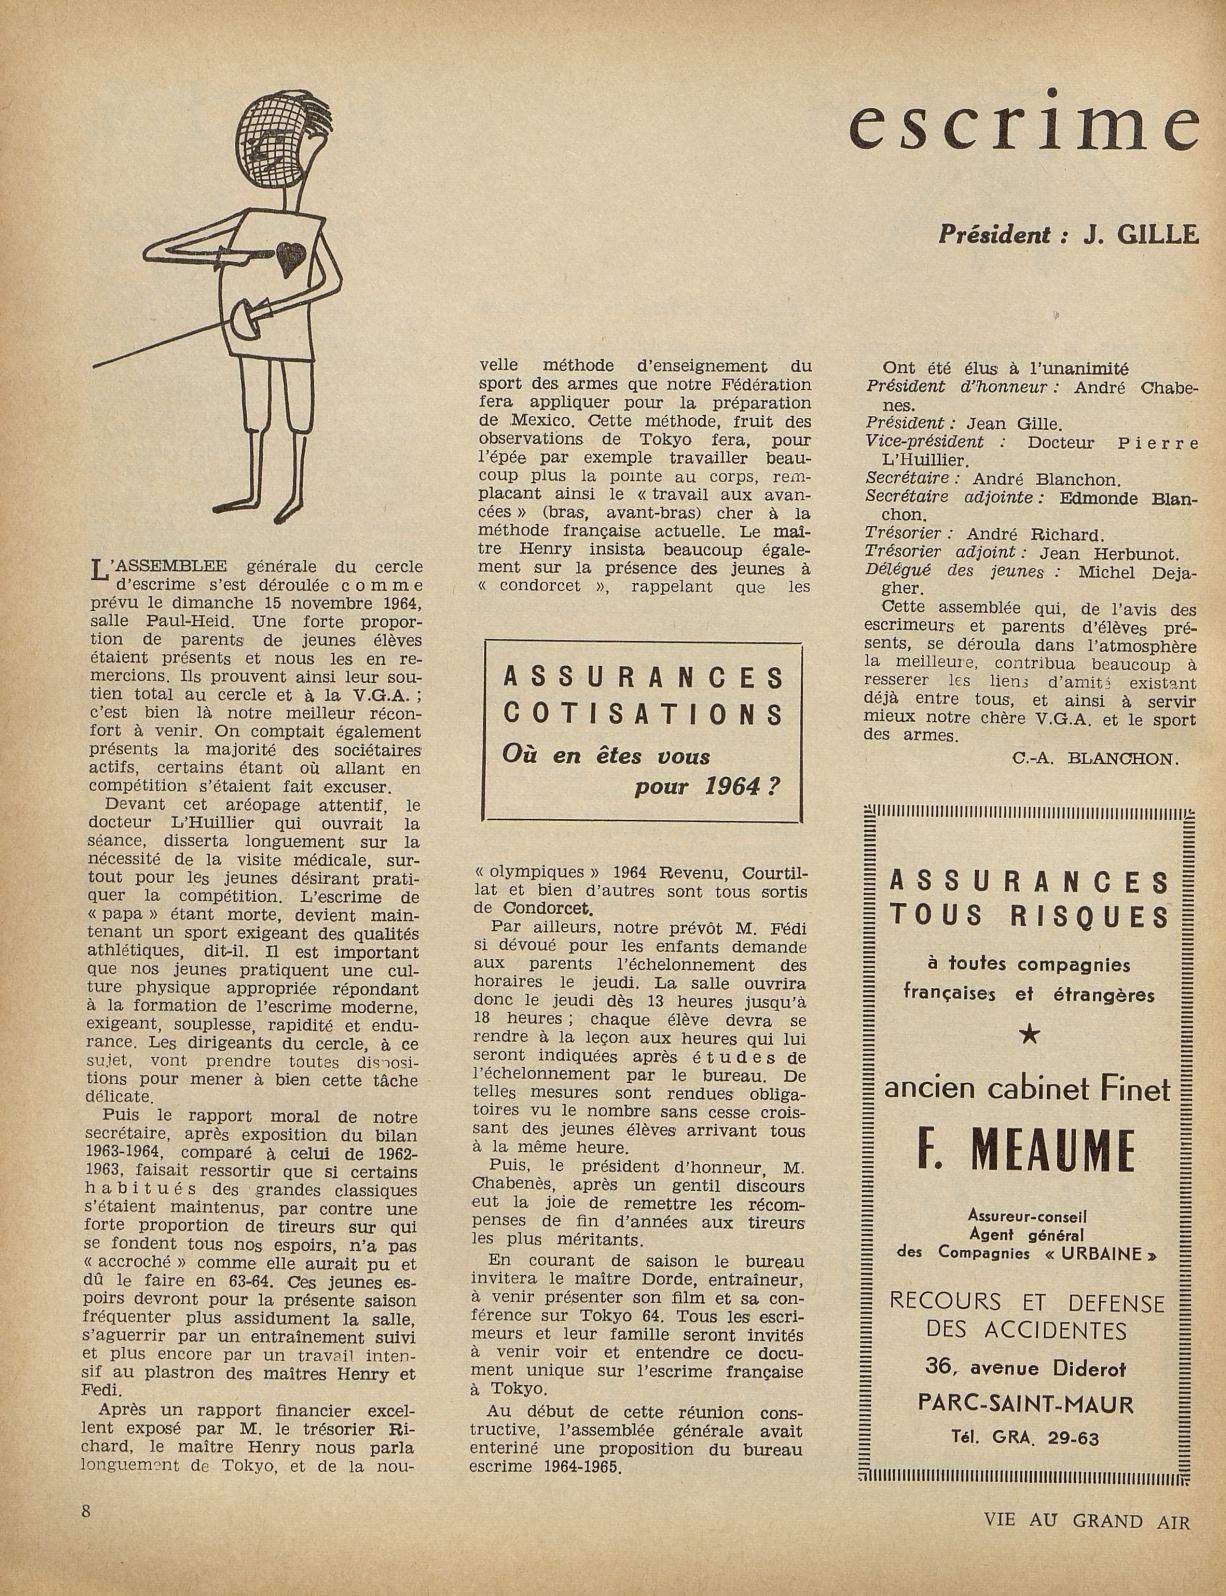 escrime
Président : J. GILLE
L'ASSEMBLEE générale du cercle
d'escrime s'est déroulée comme
prévu le dimanche 15 novembre 1964,
salle Paul-Heid. Une forte propor-
tion de parents de jeunes élèves
étaient présents et nous les en re-
mercions. Ils prouvent ainsi leur sou-
tien total au cercle et à la V.G.A. ;
c'est bien là notre meilleur récon-
fort à venir. On comptait également
présents la majorité des sociétaires
actifs, certains étant où allant en
compétition s'étaient fait excuser.
Devant cet aréopage attentif, le
docteur L'Huillier qui ouvrait la
séance, disserta longuement sur la
nécessité de la visite médicale, sur-
tout pour les jeunes désirant prati-
quer la compétition. L'escrime de
« papa » étant morte, devient main-
tenant un sport exigeant des qualités
athlétiques, dit-il. Il est important
que nos jeunes pratiquent une cul-
ture physique appropriée répondant
à la formation de l'escrime moderne,
exigeant, souplesse, rapidité et endu-
rance. Les dirigeants du cercle, à ce
sujet, vont prendre toutes disposi-
tions pour mener à bien cette tâche
délicate.
Puis le rapport moral de notre
secrétaire, après exposition du bilan
1963-1964, comparé à celui de 1962-
1963, faisait ressortir que si certains
habitués des grandes classiques
s'étaient maintenus, par contre une
forte proportion de tireurs sur qui
se fondent tous nos espoirs, n'a pas
« accroché » comme elle aurait pu et
dû le faire en 63-64. Ces jeunes es-
poirs devront pour la présente saison
fréquenter plus assidument la salle,
s'aguerrir par un entraînement suivi
et plus encore par un travail inten-
sif au plastron des maîtres Henry et
Fedi.
Après un rapport financier excel-
lent exposé par M. le trésorier Ri-
chard, le maître Henry nous parla
longuement de Tokyo, et de la nou-
velle méthode d'enseignement du
sport des armes que notre Fédération
fera appliquer pour la préparation
de Mexico. Cette méthode, fruit des
observations de Tokyo fera, pour
l'épée par exemple travailler beau-
coup plus la pointe au corps, rem-
placant ainsi le « travail aux avan-
cées » (bras, avant-bras) cher à la
méthode française actuelle. Le maî-
tre Henry insista beaucoup égale-
ment sur la présence des jeunes à
« condorcet », rappelant que les
ASSURANCES
COTISATIONS
Où en êtes vous
pour 1964 ?
« olympiques » 1964 Revenu, Courtil-
lat et bien d'autres sont tous sortis
de Condorcet.
Par ailleurs, notre prévôt M. Fédi
si dévoué pour les enfants demande
aux parents l'échelonnement des
horaires le jeudi. La salle ouvrira
donc le jeudi dès 13 heures jusqu'à
18 heures ; chaque élève devra se
rendre à la leçon aux heures qui lui
seront indiquées après études de
l'échelonnement par le bureau. De
telles mesures sont rendues obliga-
toires vu le nombre sans cesse crois-
sant des jeunes élèves arrivant tous
à la même heure.
Puis, le président d'honneur, M.
Chabenès, après un gentil discours
eut la joie de remettre les récom-
penses de fin d'années aux tireurs
les plus méritants.
En courant de saison le bureau
invitera le maître Dorde, entraîneur,
à venir présenter son film et sa con-
férence sur Tokyo 64. Tous les escri-
meurs et leur famille seront invités
à venir voir et entendre ce docu-
ment unique sur l'escrime française
à Tokyo.
Au début de cette réunion cons-
tructive, l'assemblée générale avait
enteriné une proposition du bureau
escrime 1964-1965.
Ont été élus à l'unanimité
Président d'honneur : André Chabe-
nes.
Président : Jean Gille.
Vice-président : Docteur Pierre
L'Huillier.
Secrétaire : André Blanchon.
Secrétaire adjointe : Edmonde Blan-
chon.
Trésorier : André Richard.
Trésorier adjoint : Jean Herbunot.
Délégué des jeunes : Michel Deja-
gher.
Cette assemblée qui, de l'avis des
escrimeurs et parents d'élèves pré-
sents, se déroula dans l'atmosphère
la meilleure, contribua beaucoup à
resserer les liens d'amité existant
déjà entre tous, et ainsi à servir
mieux notre chère V.G.A. et le sport
des armes.
C.-A. BLANCHON.
ASSURANCES
TOUS RISQUES
à toutes compagnies
françaises et étrangères
★
ancien cabinet Finet
F. MEAUME
Assureur-conseil
Agent général
des Compagnies « URBAINE »
RECOURS ET DEFENSE
DES ACCIDENTES
36, avenue Diderot
PARC-SAINT-MAUR
Tél. GRA. 29-63
8
VIE AU GRAND AIR